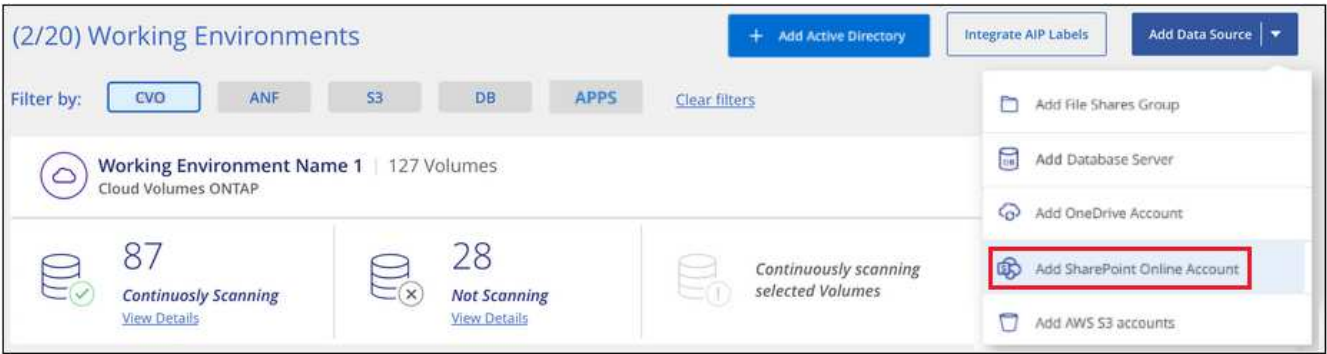 (2/20) Working Environments
+ Add Active Directory
Integrate AIP Labels
Add Data Source
Filter by: CVO ANF S3 DB APPS Clear filters
Add File Shares Group
Add Database Server
Add OneDrive Account
Add SharePoint Online Account
Add AWS S3 accounts
Working Environment Name 1 | 127 Volumes
Cloud Volumes ONTAP
87
Continuosly Scanning
View Details
28
Not Scanning
View Details
Continuously scanning
selected Volumes